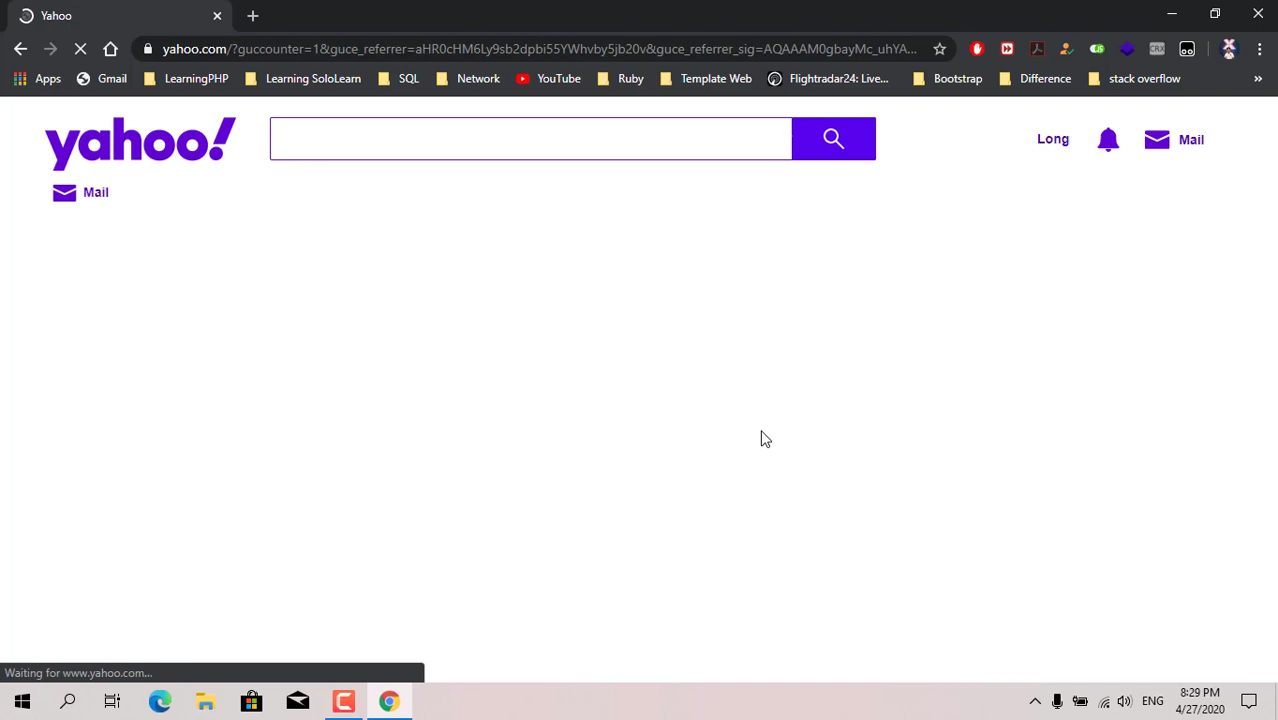 Yahoo
yahoo.com/?guccounter=1&guce_referrer=aHR0cHM6Ly9sb2dpbi55YWhvby5jb20v&guce_referrer_sig=AQAAAM0gbayMc_uhYA...
Apps Gmail LearningPHP Learning SoloLearn SQL Network YouTube Ruby Template Web Flightradar24: Live... Bootstrap Difference stack overflow »
yahoo! Long Mail
Mail
Waiting for www.yahoo.com...
ENG 8:29 PM
4/27/2020